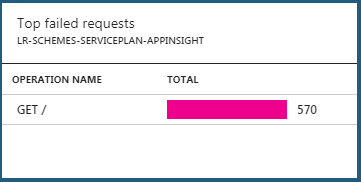 Top failed requests
LR-SCHEMES-SERVICEPLAN-APPINSIGHT
OPERATION NAME TOTAL
GET / 570